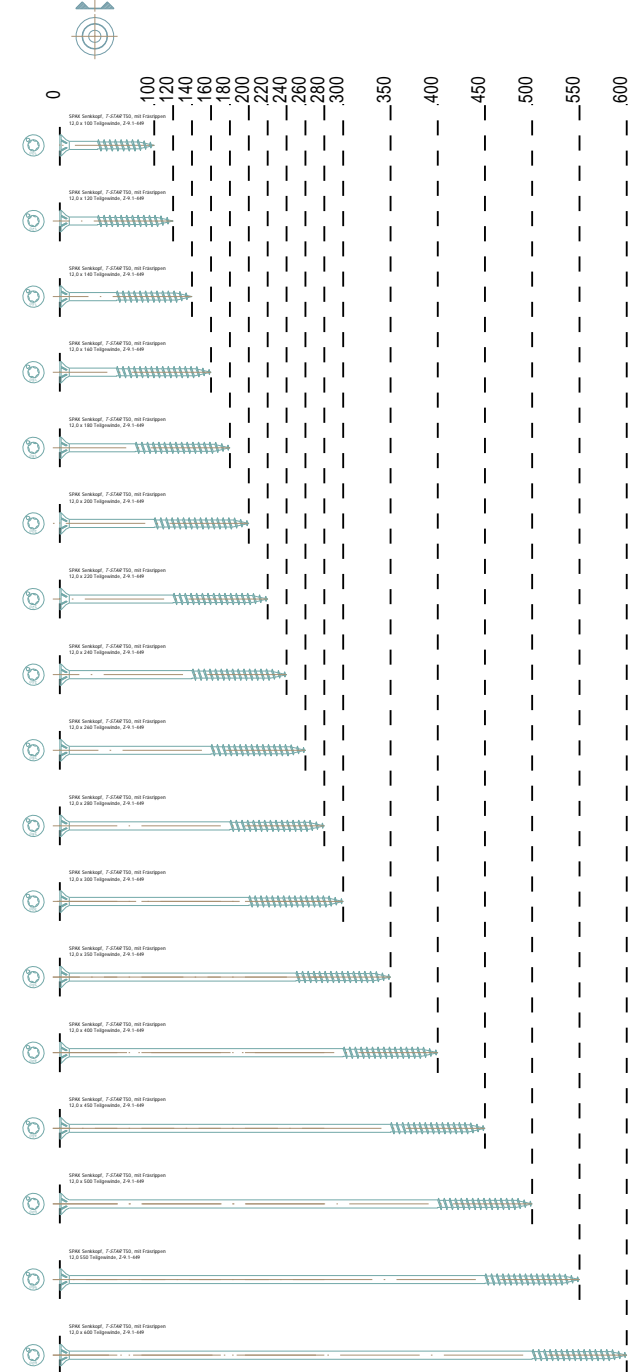 0 100 120 140 160 180 200 220 240 260 280 300 350 400 450 500 550 600
SPAX Senkkopf, T-STAR T50, mit Fräsrippen
12,0 x 100 Teilgewinde, Z-9.1-449
SPAX Senkkopf, T-STAR T50, mit Fräsrippen
12,0 x 120 Teilgewinde, Z-9.1-449
SPAX Senkkopf, T-STAR T50, mit Fräsrippen
12,0 x 140 Teilgewinde, Z-9.1-449
SPAX Senkkopf, T-STAR T50, mit Fräsrippen
12,0 x 160 Teilgewinde, Z-9.1-449
SPAX Senkkopf, T-STAR T50, mit Fräsrippen
12,0 x 180 Teilgewinde, Z-9.1-449
SPAX Senkkopf, T-STAR T50, mit Fräsrippen
12,0 x 200 Teilgewinde, Z-9.1-449
SPAX Senkkopf, T-STAR T50, mit Fräsrippen
12,0 x 220 Teilgewinde, Z-9.1-449
SPAX Senkkopf, T-STAR T50, mit Fräsrippen
12,0 x 240 Teilgewinde, Z-9.1-449
SPAX Senkkopf, T-STAR T50, mit Fräsrippen
12,0 x 260 Teilgewinde, Z-9.1-449
SPAX Senkkopf, T-STAR T50, mit Fräsrippen
12,0 x 280 Teilgewinde, Z-9.1-449
SPAX Senkkopf, T-STAR T50, mit Fräsrippen
12,0 x 300 Teilgewinde, Z-9.1-449
SPAX Senkkopf, T-STAR T50, mit Fräsrippen
12,0 x 350 Teilgewinde, Z-9.1-449
SPAX Senkkopf, T-STAR T50, mit Fräsrippen
12,0 x 400 Teilgewinde, Z-9.1-449
SPAX Senkkopf, T-STAR T50, mit Fräsrippen
12,0 x 450 Teilgewinde, Z-9.1-449
SPAX Senkkopf, T-STAR T50, mit Fräsrippen
12,0 x 500 Teilgewinde, Z-9.1-449
SPAX Senkkopf, T-STAR T50, mit Fräsrippen
12,0 550 Teilgewinde, Z-9.1-449
SPAX Senkkopf, T-STAR T50, mit Fräsrippen
12,0 x 600 Teilgewinde, Z-9.1-449